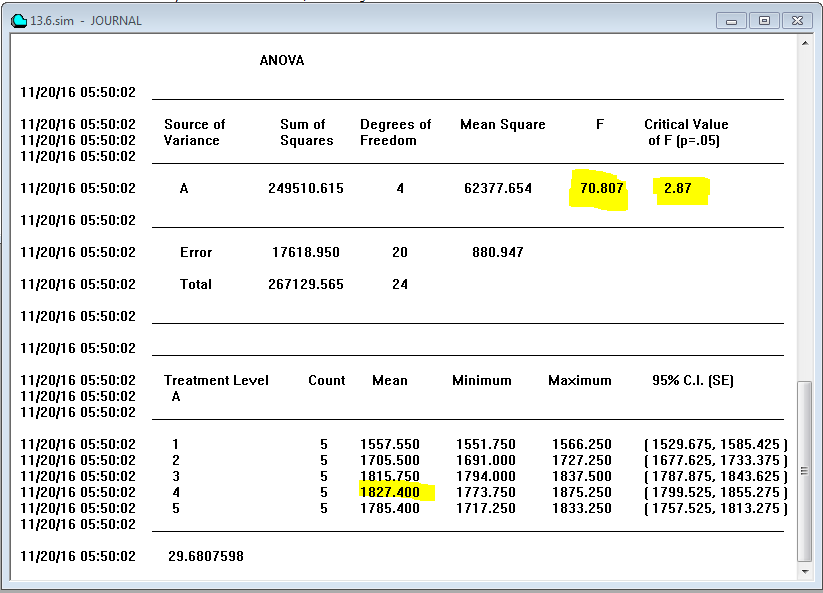 13.6.sim - JOURNAL
ANOVA
11/20/16 05:50:02
11/20/16 05:50:02 Source of Sum of Degrees of Mean Square F Critical Value
11/20/16 05:50:02 Variance Squares Freedom of F (p=.05)
11/20/16 05:50:02
11/20/16 05:50:02 A 249510.615 4 62377.654 70.807 2.87
11/20/16 05:50:02
11/20/16 05:50:02 Error 17618.950 20 880.947
11/20/16 05:50:02 Total 267129.565 24
11/20/16 05:50:02
11/20/16 05:50:02
11/20/16 05:50:02 Treatment Level Count Mean Minimum Maximum 95% C.I. (SE)
11/20/16 05:50:02 A
11/20/16 05:50:02
11/20/16 05:50:02 1 5 1557.550 1551.750 1566.250 ( 1529.675, 1585.425 )
11/20/16 05:50:02 2 5 1705.500 1691.000 1727.250 ( 1677.625, 1733.375 )
11/20/16 05:50:02 3 5 1815.750 1794.000 1837.500 ( 1787.875, 1843.625 )
11/20/16 05:50:02 4 5 1827.400 1773.750 1875.250 ( 1799.525, 1855.275 )
11/20/16 05:50:02 5 5 1785.400 1717.250 1833.250 ( 1757.525, 1813.275 )
11/20/16 05:50:02
11/20/16 05:50:02 29.6807598